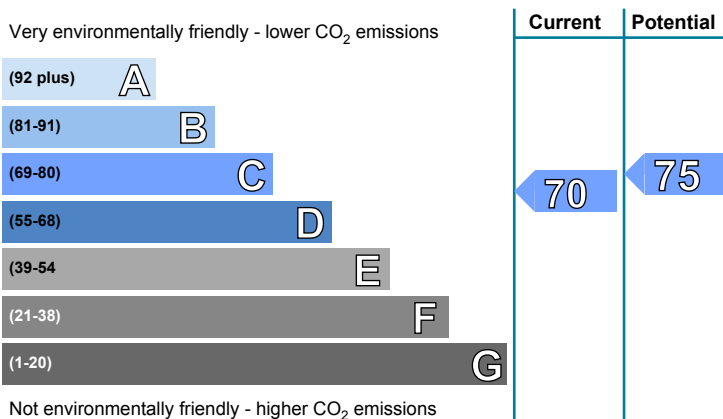 Current Potential
Very environmentally friendly - lower CO2 emissions
(92 plus) A
(81-91) B
(69-80) C
70 75
(55-68) D
(39-54 E
(21-38) F
(1-20) G
Not environmentally friendly - higher CO2 emissions